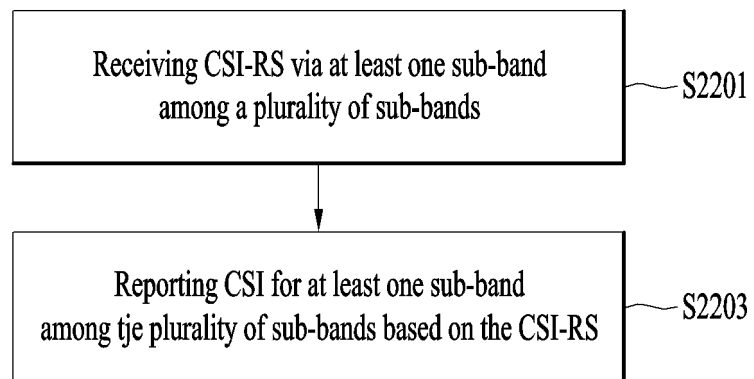 Receiving CSI-RS via at least one sub-band
among a plurality of sub-bands
S2201
Reporting CSI for at least one sub-band
among tje plurality of sub-bands based on the CSI-RS
S2203